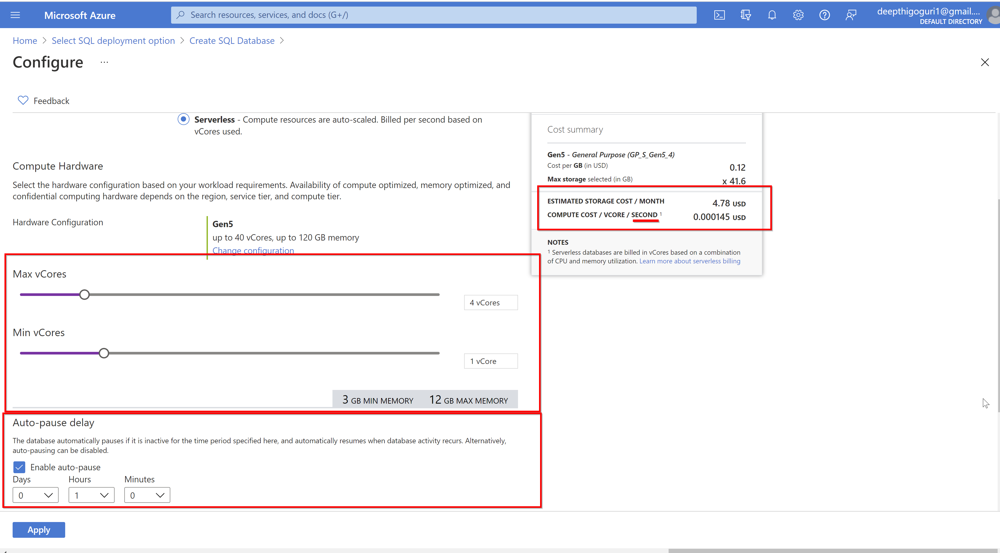 Microsoft Azure
Search resources, services, and docs (G+/)
deepthigoguri1@gmail....
DEFAULT DIRECTORY
Home > Select SQL deployment option > Create SQL Database >
Configure ...
Feedback
Serverless - Compute resources are auto-scaled. Billed per second based on
vCores used.
Compute Hardware
Select the hardware configuration based on your workload requirements. Availability of compute optimized, memory optimized, and
confidential computing hardware depends on the region, service tier, and compute tier.
Hardware Configuration
Gen5
up to 40 vCores, up to 120 GB memory
Change configuration
Max vCores
4 vCores
Min vCores
1 vCore
3 GB MIN MEMORY 12 GB MAX MEMORY
Auto-pause delay
The database automatically pauses if it is inactive for the time period specified here, and automatically resumes when database activity recurs. Alternatively,
auto-pausing can be disabled.
Enable auto-pause
Days Hours Minutes
0 1 0
Apply
Cost summary
Gen5 - General Purpose (GP_S_Gen5_4)
Cost per GB (in USD) 0.12
Max storage selected (in GB) x 41.6
ESTIMATED STORAGE COST / MONTH 4.78 USD
COMPUTE COST / VCORE / SECOND 1 0.000145 USD
NOTES
1 Serverless databases are billed in vCores based on a combination
of CPU and memory utilization. Learn more about serverless billing